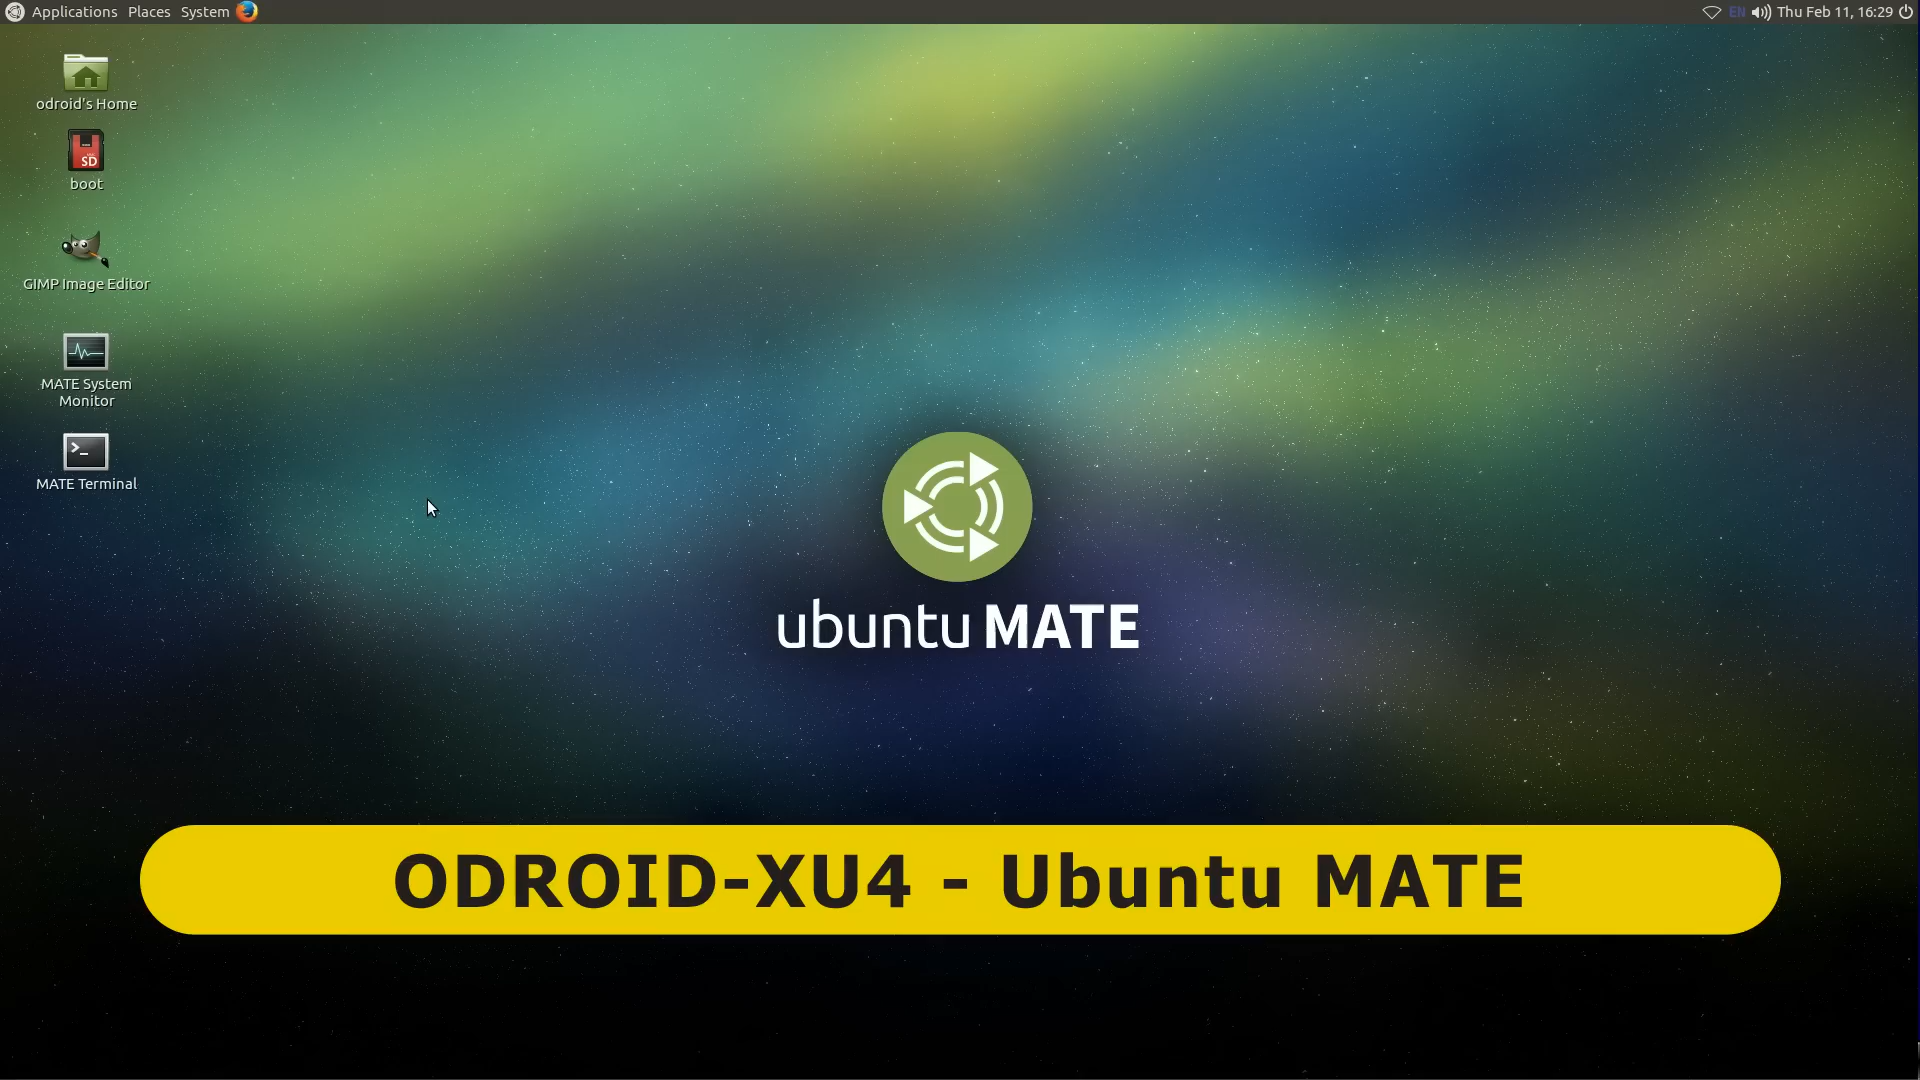 Applications Places System
EN Thu Feb 11, 16:29
odroid's Home
SD
boot
GIMP Image Editor
MATE System
Monitor
>_
MATE Terminal
ubuntu MATE
ODROID-XU4 - Ubuntu MATE